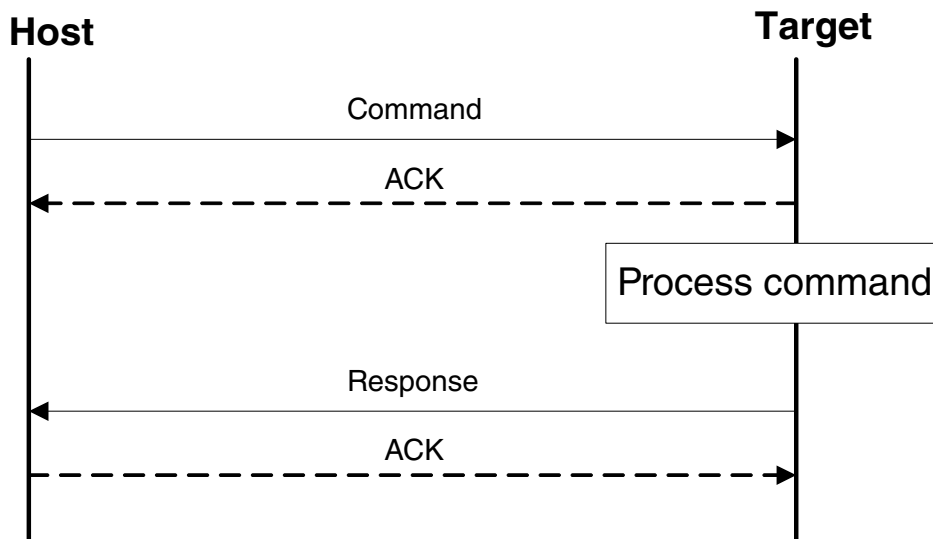 Host
Target
Command
ACK
Process command
Response
ACK